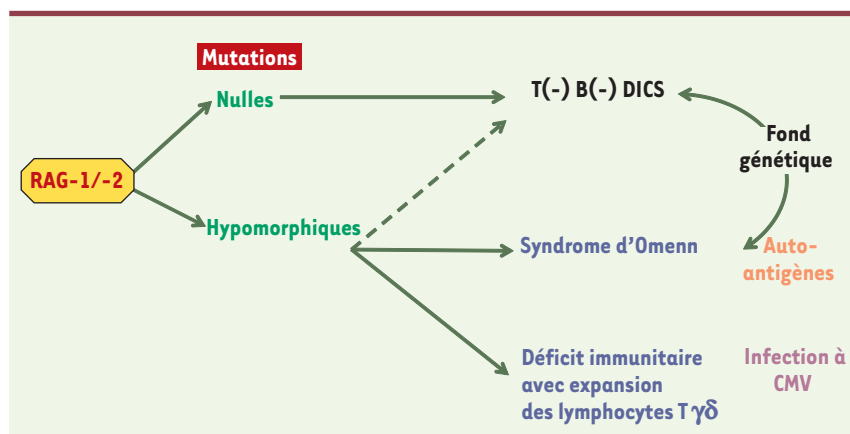 Mutations
Nulles
T(-) B(-) DICS
Fond
génétique
RAG-1/-2
Hypomorphiques
Syndrome d'Omenn
Auto-
antigènes
Déficit immunitaire
avec expansion
des lymphocytes T γδ
Infection à
CMV